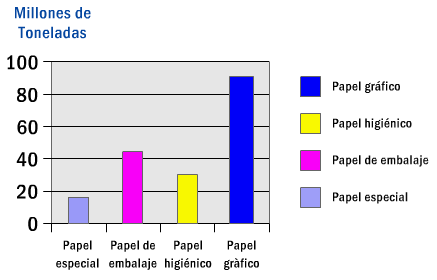 Millones de
Toneladas
100
80
60
40
20
0
Papel
especial
Papel de
embalaje
Papel
higiénico
Papel
gràfico
Papel gráfico
Papel higiénico
Papel de embalaje
Papel especial